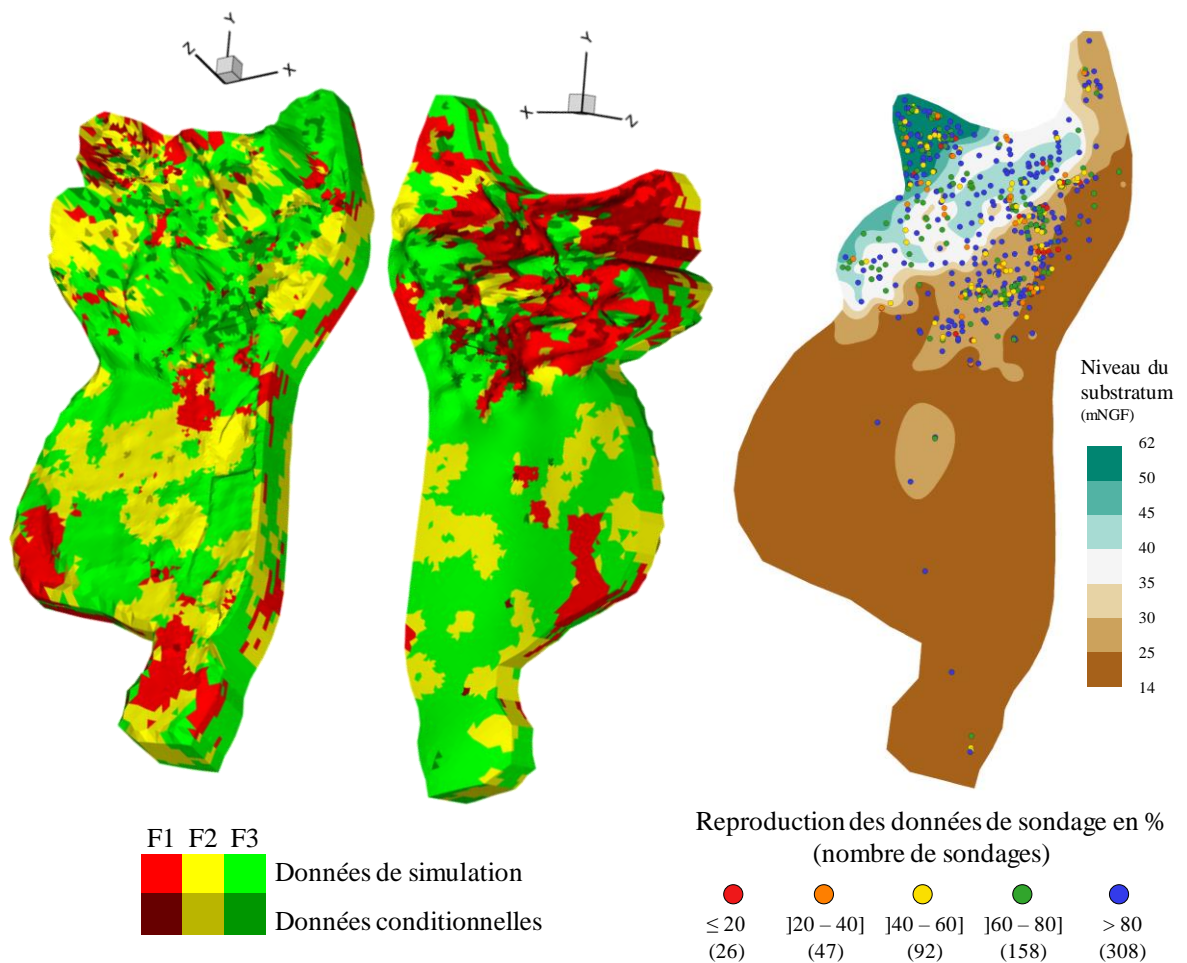 Y
Z
X
Y
X
Z
Niveau du
substratum
(mNGF)
62
50
45
40
35
30
25
14
F1 F2 F3
Données de simulation
Données conditionnelles
Reproduction des données de sondage en %
(nombre de sondages)
≤ 20 ]20 – 40] ]40 – 60] ]60 – 80] > 80
(26) (47) (92) (158) (308)